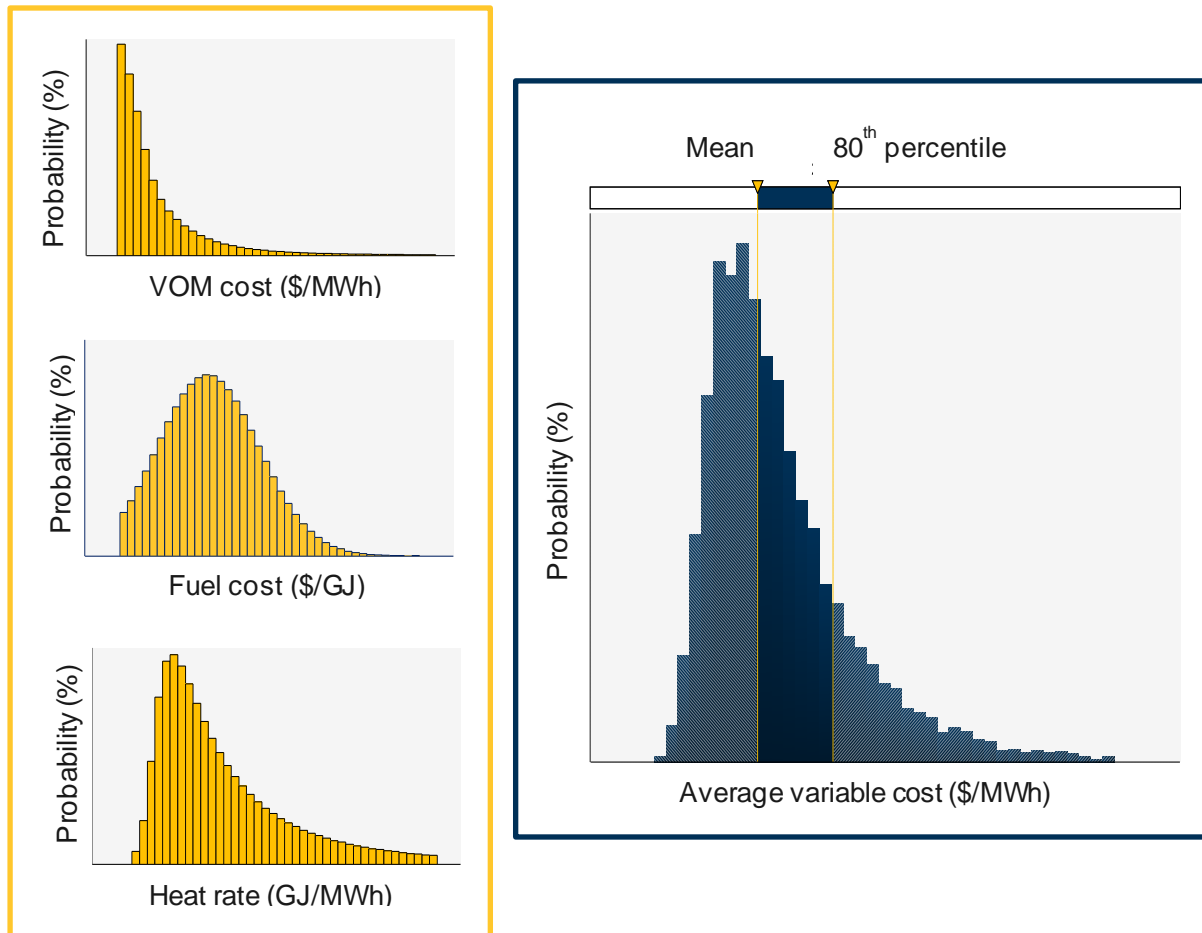 Probability (%)
VOM cost ($/MWh)
Probability (%)
Fuel cost ($/GJ)
Probability (%)
Heat rate (GJ/MWh)
Mean
80th percentile
Probability (%)
Average variable cost ($/MWh)